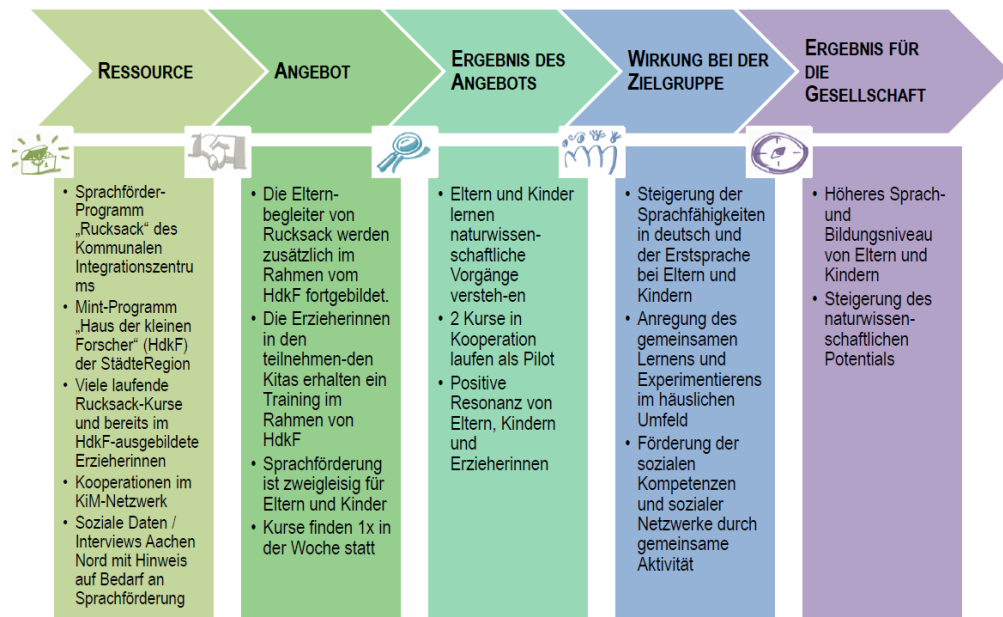 RESSOURCE
ANGEBOT
ERGEBNIS DES
ANGEBOTS
WIRKUNG BEI DER
ZIELGRUPPE
ERGEBNIS FÜR
DIE
GESELLSCHAFT
• Sprachförder-
Programm
„Rucksack“ des
Kommunalen
Integrationszentru
ms
• Mint-Programm
„Haus der kleinen
Forscher“ (HdkF)
der StädteRegion
• Viele laufende
Rucksack-Kurse
und bereits im
HdkF-ausgebildete
Erzieherinnen
• Kooperationen im
KiM-Netzwerk
• Soziale Daten /
Interviews Aachen
Nord mit Hinweis
auf Bedarf an
Sprachförderung
• Die Eltern-
begleiter von
Rucksack werden
zusätzlich im
Rahmen vom
HdkF fortgebildet.
• Die Erzieherinnen
in den
teilnehmen-den
Kitas erhalten ein
Training im
Rahmen von
HdkF
• Sprachförderung
ist zweigleisig für
Eltern und Kinder
• Kurse finden 1x in
der Woche statt
• Eltern und Kinder
lernen
naturwissen-
schaftliche
Vorgänge
versteh-en
• 2 Kurse in
Kooperation
laufen als Pilot
• Positive
Resonanz von
Eltern, Kindern
und
Erzieherinnen
• Steigerung der
Sprachfähigkeiten
in deutsch und
der Erstsprache
bei Eltern und
Kindern
• Anregung des
gemeinsamen
Lernens und
Experimentierens
im häuslichen
Umfeld
• Förderung der
sozialen
Kompetenzen
und sozialer
Netzwerke durch
gemeinsame
Aktivität
• Höheres Sprach-
und
Bildungsniveau
von Eltern und
Kindern
• Steigerung des
naturwissen-
schaftlichen
Potentials